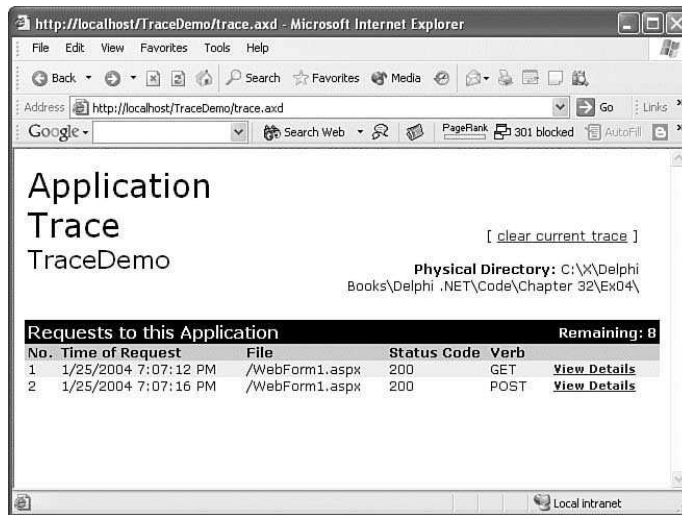 http://localhost/TraceDemo/trace.axd - Microsoft Internet Explorer
File Edit View Favorites Tools Help
Back Search Favorites Media
Address http://localhost/TraceDemo/trace.axd Go Links »
Google Search Web PageRank 301 blocked AutoFill »
Application
Trace
TraceDemo
[ clear current trace ]
Physical Directory: C:\X\Delphi
Books\Delphi .NET\Code\Chapter 32\Ex04\
Requests to this Application Remaining: 8
No. Time of Request File Status Code Verb
1 1/25/2004 7:07:12 PM /WebForm1.aspx 200 GET View Details
2 1/25/2004 7:07:16 PM /WebForm1.aspx 200 POST View Details
Local intranet